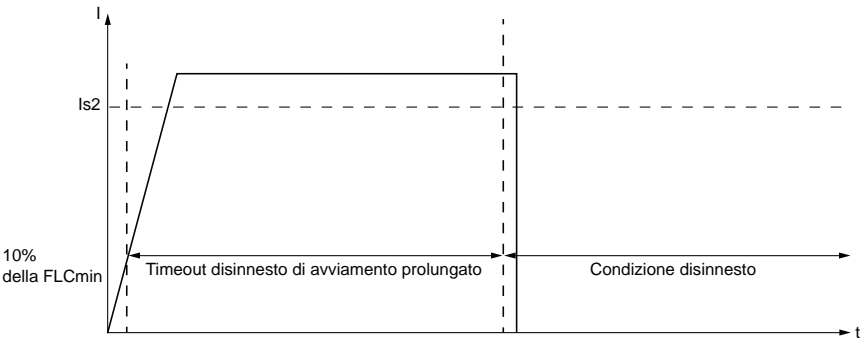 I
Is2
10%
della FLCmin
Timeout disinnesto di avviamento prolungato
Condizione disinnesto
t